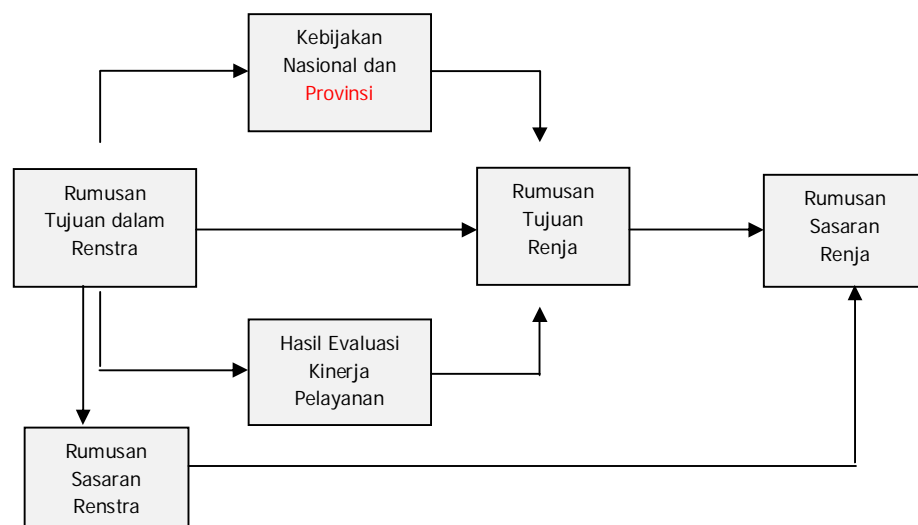 Kebijakan
Nasional dan
Provinsi
Rumusan
Tujuan dalam
Renstra
Rumusan
Tujuan
Renja
Rumusan
Sasaran
Renja
Hasil Evaluasi
Kinerja
Pelayanan
Rumusan
Sasaran
Renstra